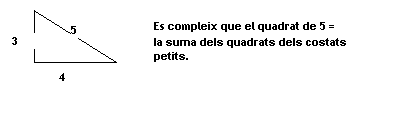 5
3
4
Es compleix que el quadrat de 5 =
la suma dels quadrats dels costats
petits.